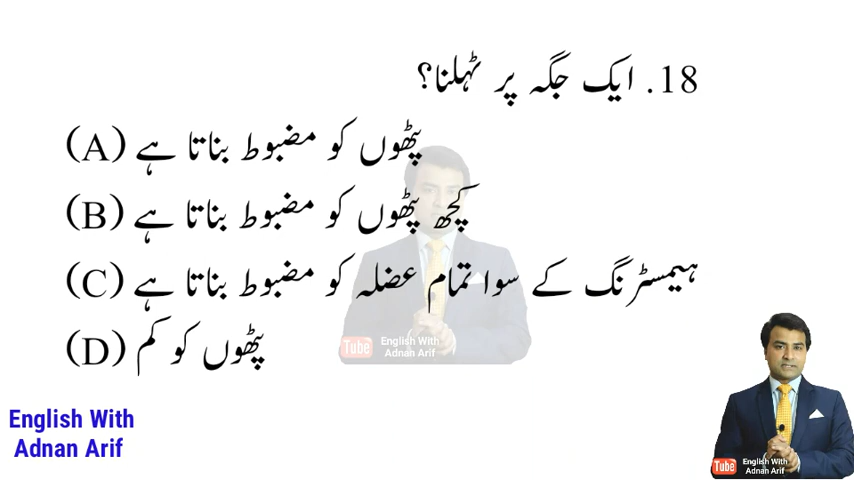 18. ایک جگہ پر ٹہلنا؟
(A) پٹھوں کو مضبوط بناتا ہے
(B) کچھ پٹھوں کو مضبوط بناتا ہے
(C) ہیمسٹرنگ کے سوا تمام عضلہ کو مضبوط بناتا ہے
(D) پٹھوں کو کم
Tube English With
Adnan Arif
English With
Adnan Arif
Tube English With
Adnan Arif